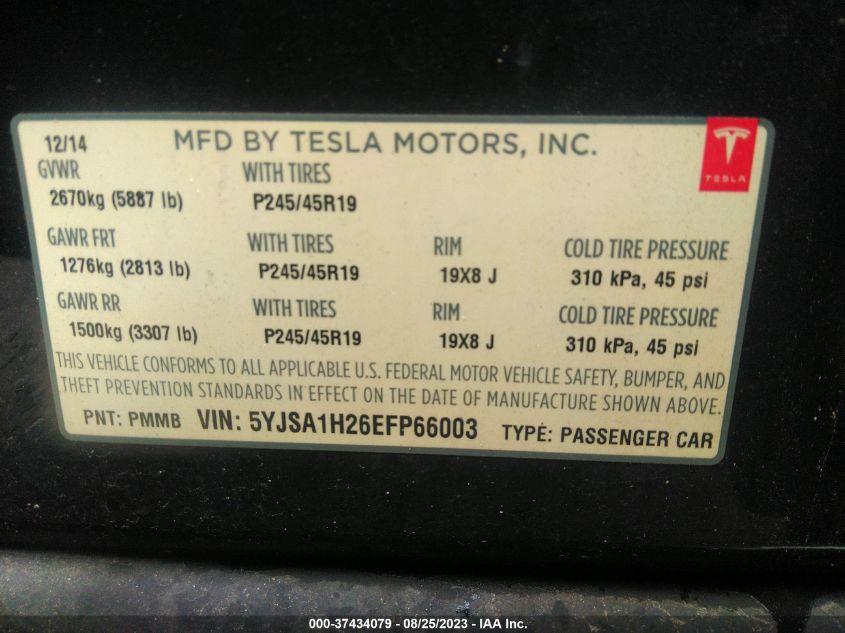 12/14 MFD BY TESLA MOTORS, INC.
TESLA
GVWR WITH TIRES
2670kg (5887 lb) P245/45R19
GAWR FRT WITH TIRES RIM COLD TIRE PRESSURE
1276kg (2813 lb) P245/45R19 19X8 J 310 kPa, 45 psi
GAWR RR WITH TIRES RIM COLD TIRE PRESSURE
1500kg (3307 lb) P245/45R19 19X8 J 310 kPa, 45 psi
THIS VEHICLE CONFORMS TO ALL APPLICABLE U.S. FEDERAL MOTOR VEHICLE SAFETY, BUMPER, AND
THEFT PREVENTION STANDARDS IN EFFECT ON THE DATE OF MANUFACTURE SHOWN ABOVE.
PNT: PMMB VIN: 5YJSA1H26EFP66003 TYPE: PASSENGER CAR
000-37434079 - 08/25/2023 - IAA Inc.